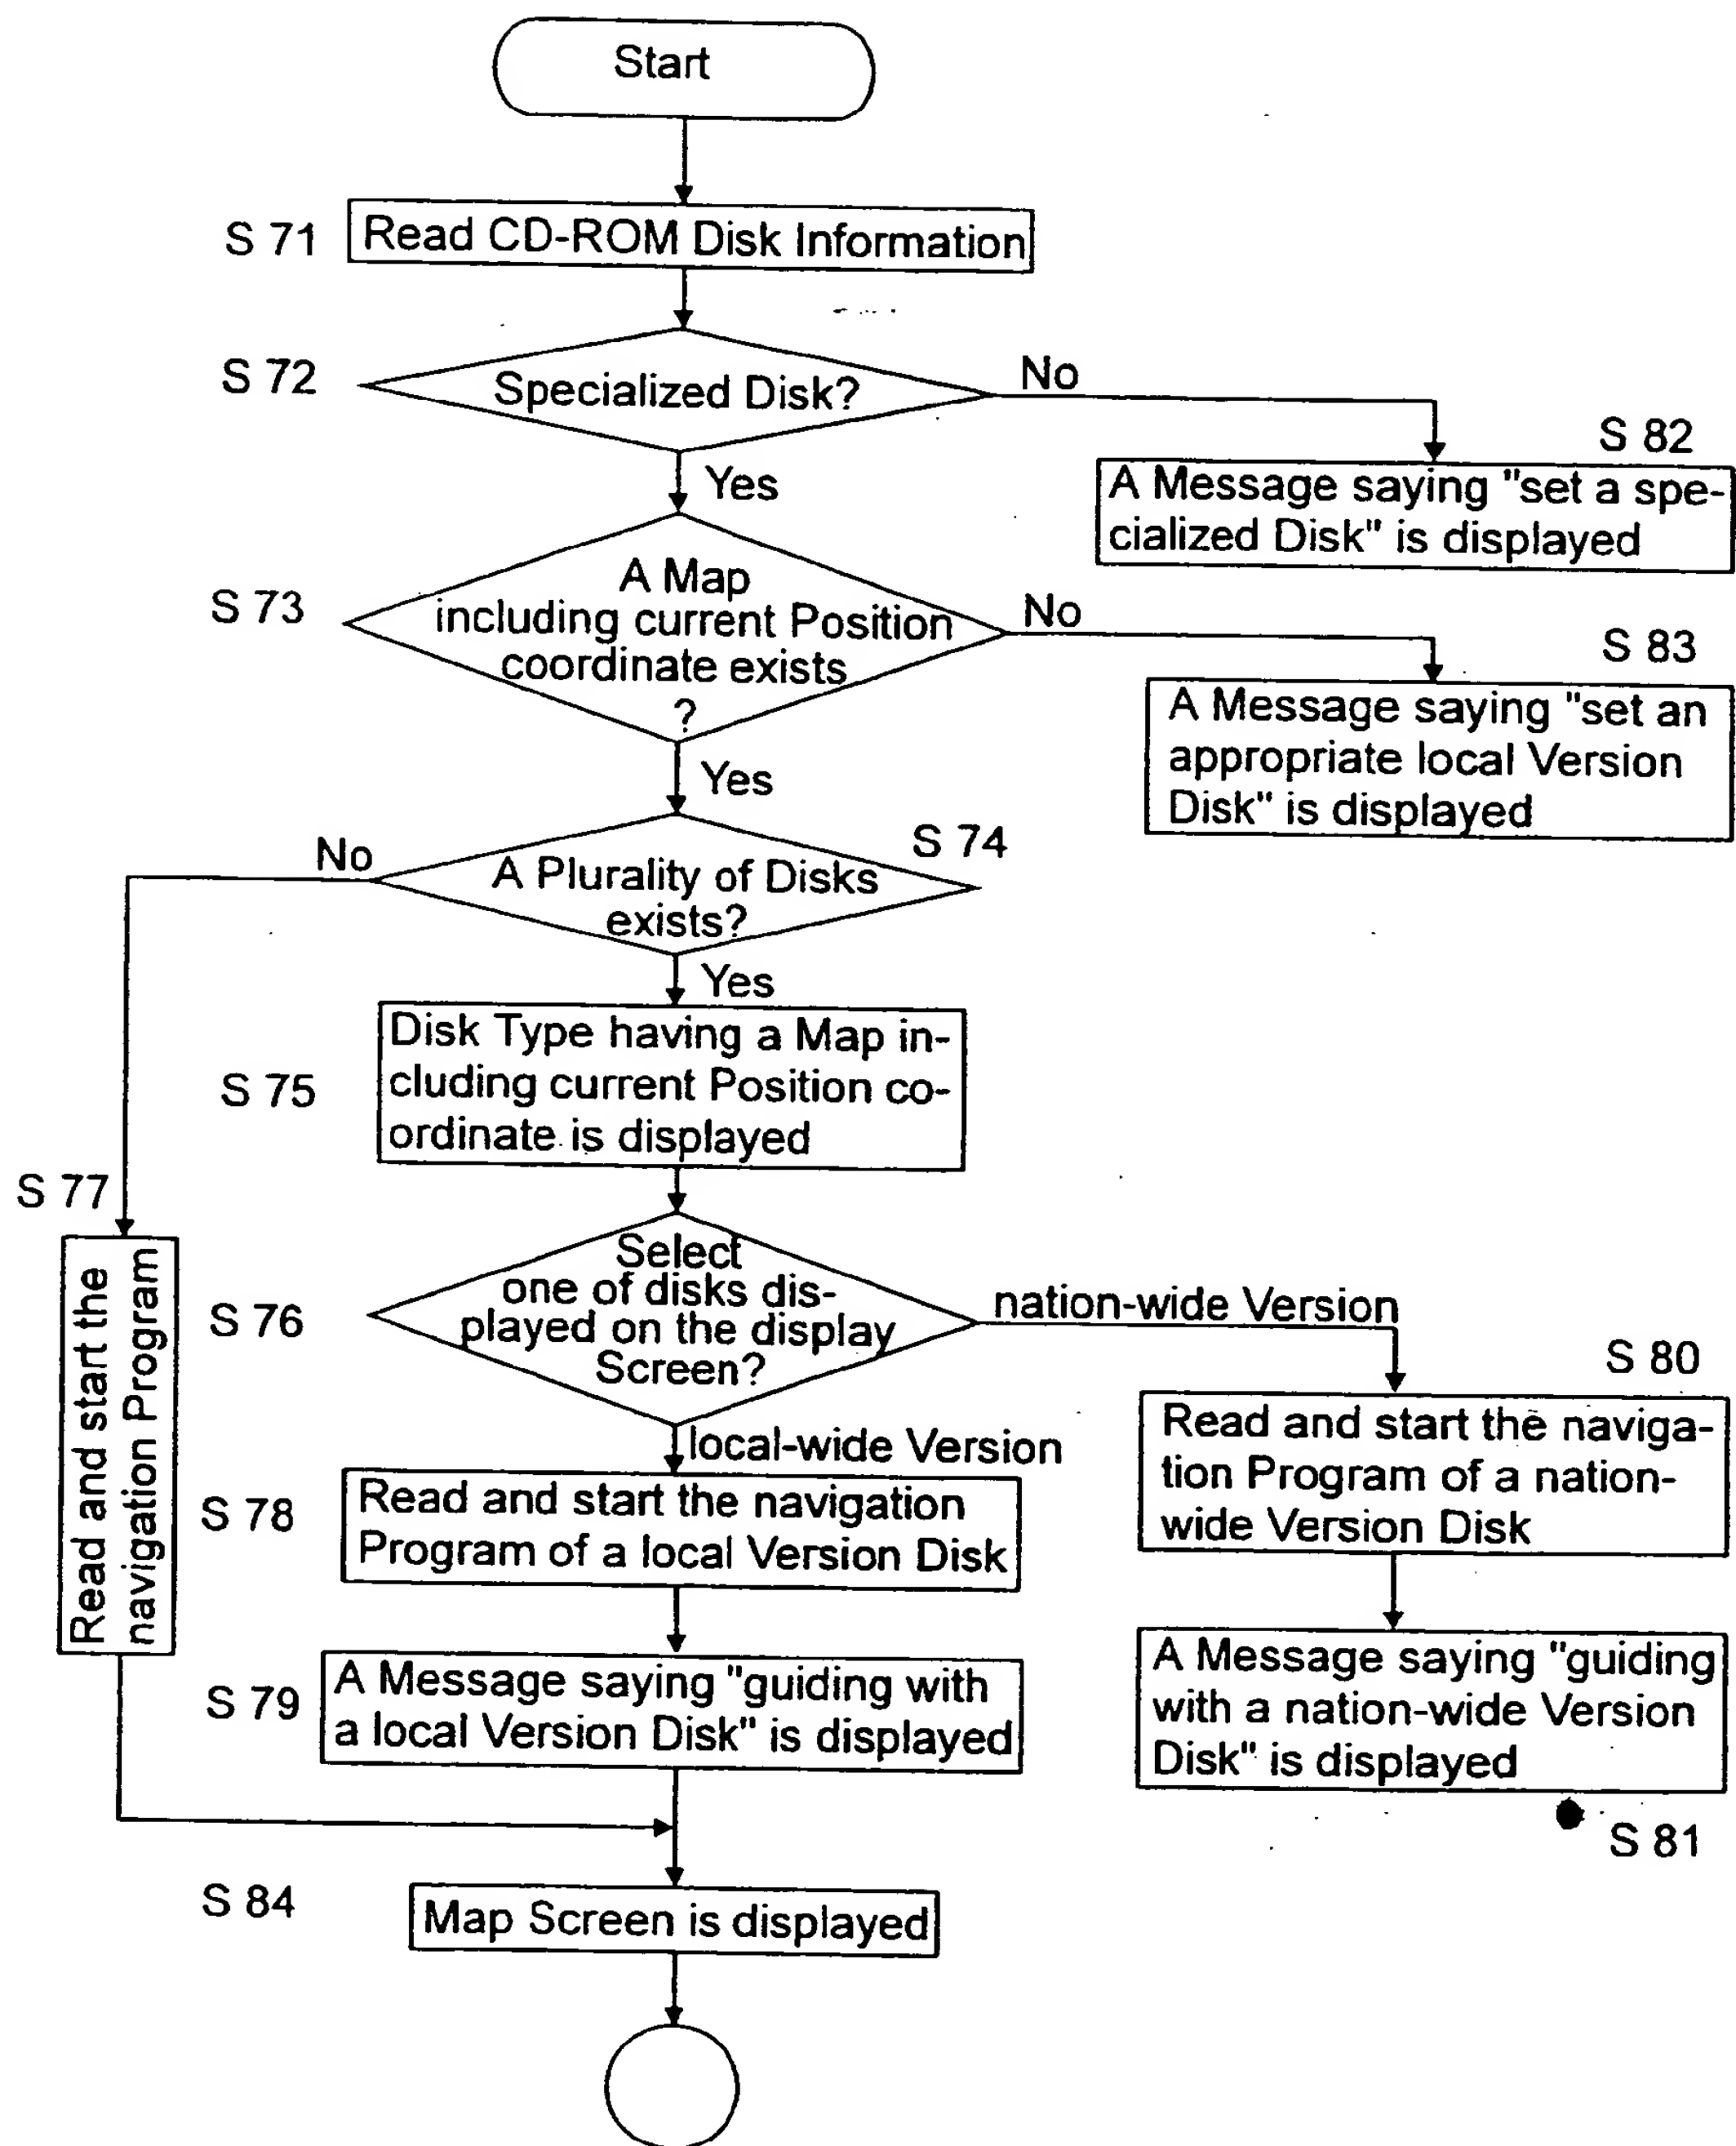 Start
S 71
Read CD-ROM Disk Information
S 72
Specialized Disk?
No
S 82
A Message saying "set a spe-
cialized Disk" is displayed
Yes
S 73
A Map
including current Position
coordinate exists
?
No
S 83
A Message saying "set an
appropriate local Version
Disk" is displayed
Yes
S 74
A Plurality of Disks
exists?
No
Yes
S 75
Disk Type having a Map in-
cluding current Position co-
ordinate is displayed
S 77
Read and start the
navigation Program
S 76
Select
one of disks dis-
played on the display
Screen?
nation-wide Version
S 80
Read and start the naviga-
tion Program of a nation-
wide Version Disk
local-wide Version
S 78
Read and start the navigation
Program of a local Version Disk
S 79
A Message saying "guiding with
a local Version Disk" is displayed
A Message saying "guiding
with a nation-wide Version
Disk" is displayed
S 81
S 84
Map Screen is displayed